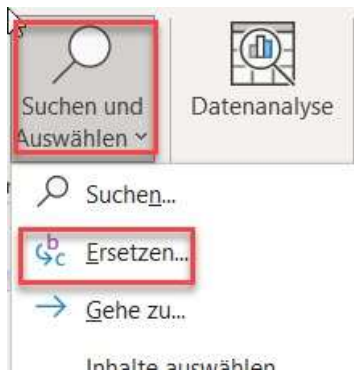 Suchen und
Auswählen
Datenanalyse
Suchen...
Ersetzen...
Gehe zu...
Inhalte auswählen